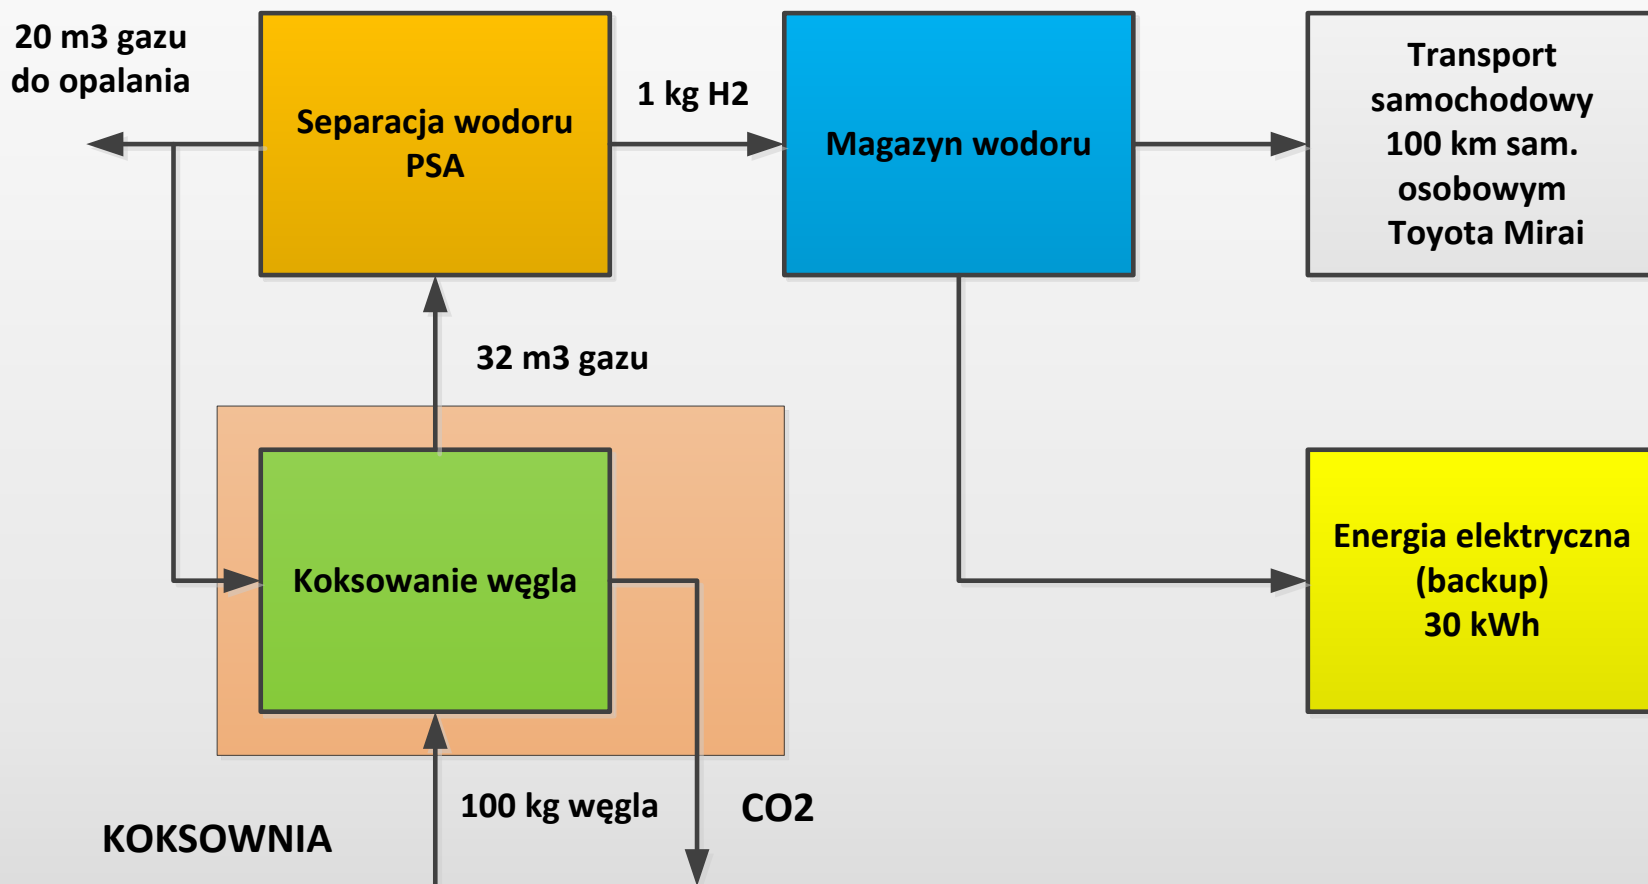 20 m3 gazu
do opalania
Separacja wodoru
PSA
1 kg H2
Magazyn wodoru
Transport
samochodowy
100 km sam.
osobowym
Toyota Mirai
32 m3 gazu
Koksowanie węgla
Energia elektryczna
(backup)
30 kWh
100 kg węgla
CO2
KOKSOWNIA